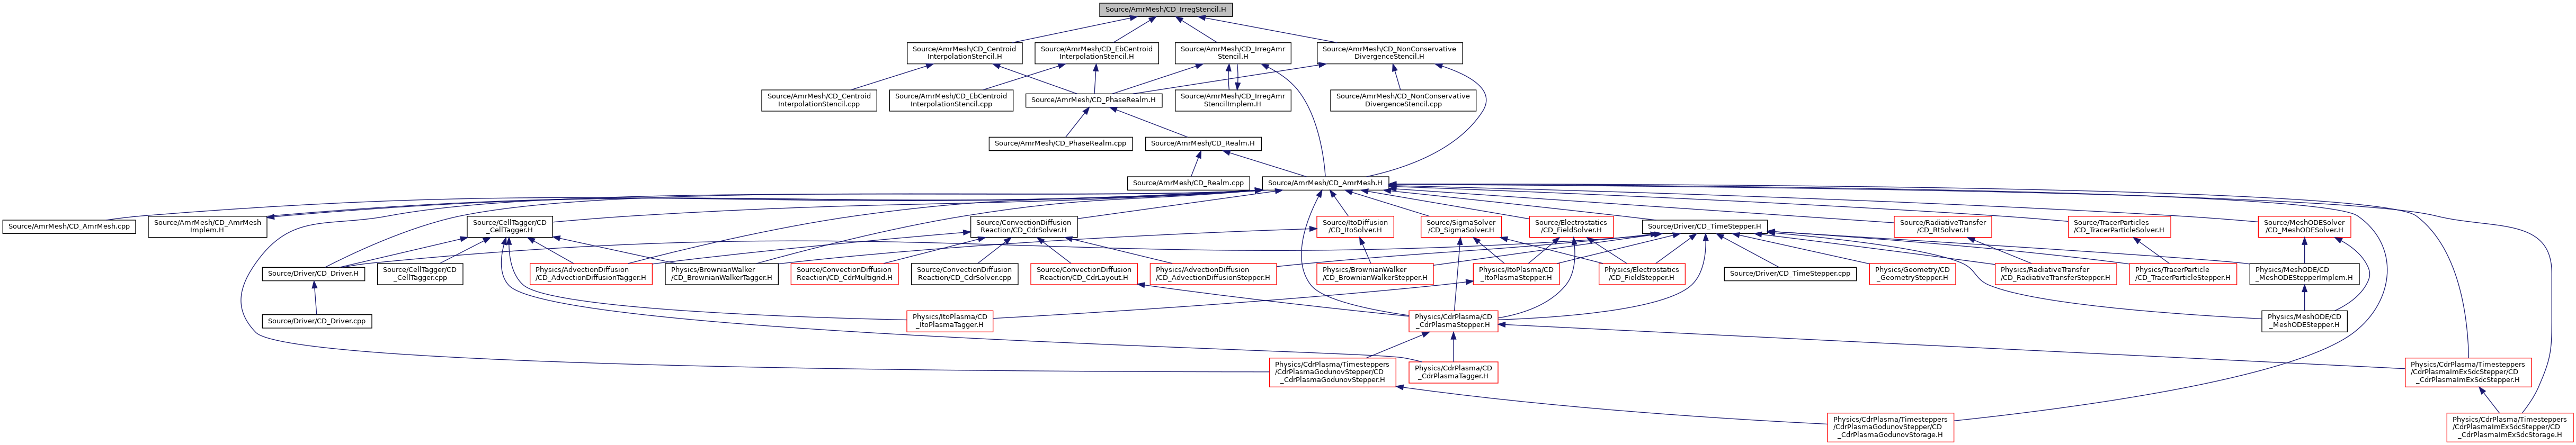 Source/AmrMesh/CD_IrregStencil.H
Source/AmrMesh/CD_Centroid
InterpolationStencil.H
Source/AmrMesh/CD_EbCentroid
InterpolationStencil.H
Source/AmrMesh/CD_IrregAmr
Stencil.H
Source/AmrMesh/CD_NonConservative
DivergenceStencil.H
Source/AmrMesh/CD_Centroid
InterpolationStencil.cpp
Source/AmrMesh/CD_EbCentroid
InterpolationStencil.cpp
Source/AmrMesh/CD_PhaseRealm.H
Source/AmrMesh/CD_IrregAmr
StencilImplem.H
Source/AmrMesh/CD_NonConservative
DivergenceStencil.cpp
Source/AmrMesh/CD_PhaseRealm.cpp
Source/AmrMesh/CD_Realm.H
Source/AmrMesh/CD_Realm.cpp
Source/AmrMesh/CD_AmrMesh.H
Source/AmrMesh/CD_AmrMesh.cpp
Source/AmrMesh/CD_AmrMesh
Implem.H
Source/CellTagger/CD
_CellTagger.H
Source/ConvectionDiffusion
Reaction/CD_CdrSolver.H
Source/ItoDiffusion
/CD_ItoSolver.H
Source/SigmaSolver
/CD_SigmaSolver.H
Source/Electrostatics
/CD_FieldSolver.H
Source/Driver/CD_TimeStepper.H
Source/RadiativeTransfer
/CD_RtSolver.H
Source/TracerParticles
/CD_TracerParticleSolver.H
Source/MeshODESolver
/CD_MeshODESolver.H
Source/Driver/CD_Driver.H
Source/CellTagger/CD
_CellTagger.cpp
Physics/AdvectionDiffusion
/CD_AdvectionDiffusionTagger.H
Physics/BrownianWalker
/CD_BrownianWalkerTagger.H
Source/ConvectionDiffusion
Reaction/CD_CdrMultigrid.H
Source/ConvectionDiffusion
Reaction/CD_CdrSolver.cpp
Source/ConvectionDiffusion
Reaction/CD_CdrLayout.H
Physics/AdvectionDiffusion
/CD_AdvectionDiffusionStepper.H
Physics/BrownianWalker
/CD_BrownianWalkerStepper.H
Physics/ItoPlasma/CD
_ItoPlasmaStepper.H
Physics/Electrostatics
/CD_FieldStepper.H
Source/Driver/CD_TimeStepper.cpp
Physics/Geometry/CD
_GeometryStepper.H
Physics/RadiativeTransfer
/CD_RadiativeTransferStepper.H
Physics/TracerParticle
/CD_TracerParticleStepper.H
Physics/MeshODE/CD
_MeshODEStepperImplem.H
Source/Driver/CD_Driver.cpp
Physics/ItoPlasma/CD
_ItoPlasmaTagger.H
Physics/CdrPlasma/CD
_CdrPlasmaStepper.H
Physics/MeshODE/CD
_MeshODEStepper.H
Physics/CdrPlasma/Timesteppers
/CdrPlasmaGodunovStepper/CD
_CdrPlasmaGodunovStepper.H
Physics/CdrPlasma/CD
_CdrPlasmaTagger.H
Physics/CdrPlasma/Timesteppers
/CdrPlasmaImExSdcStepper/CD
_CdrPlasmaImExSdcStepper.H
Physics/CdrPlasma/Timesteppers
/CdrPlasmaGodunovStepper/CD
_CdrPlasmaGodunovStorage.H
Physics/CdrPlasma/Timesteppers
/CdrPlasmaImExSdcStepper/CD
_CdrPlasmaImExSdcStorage.H